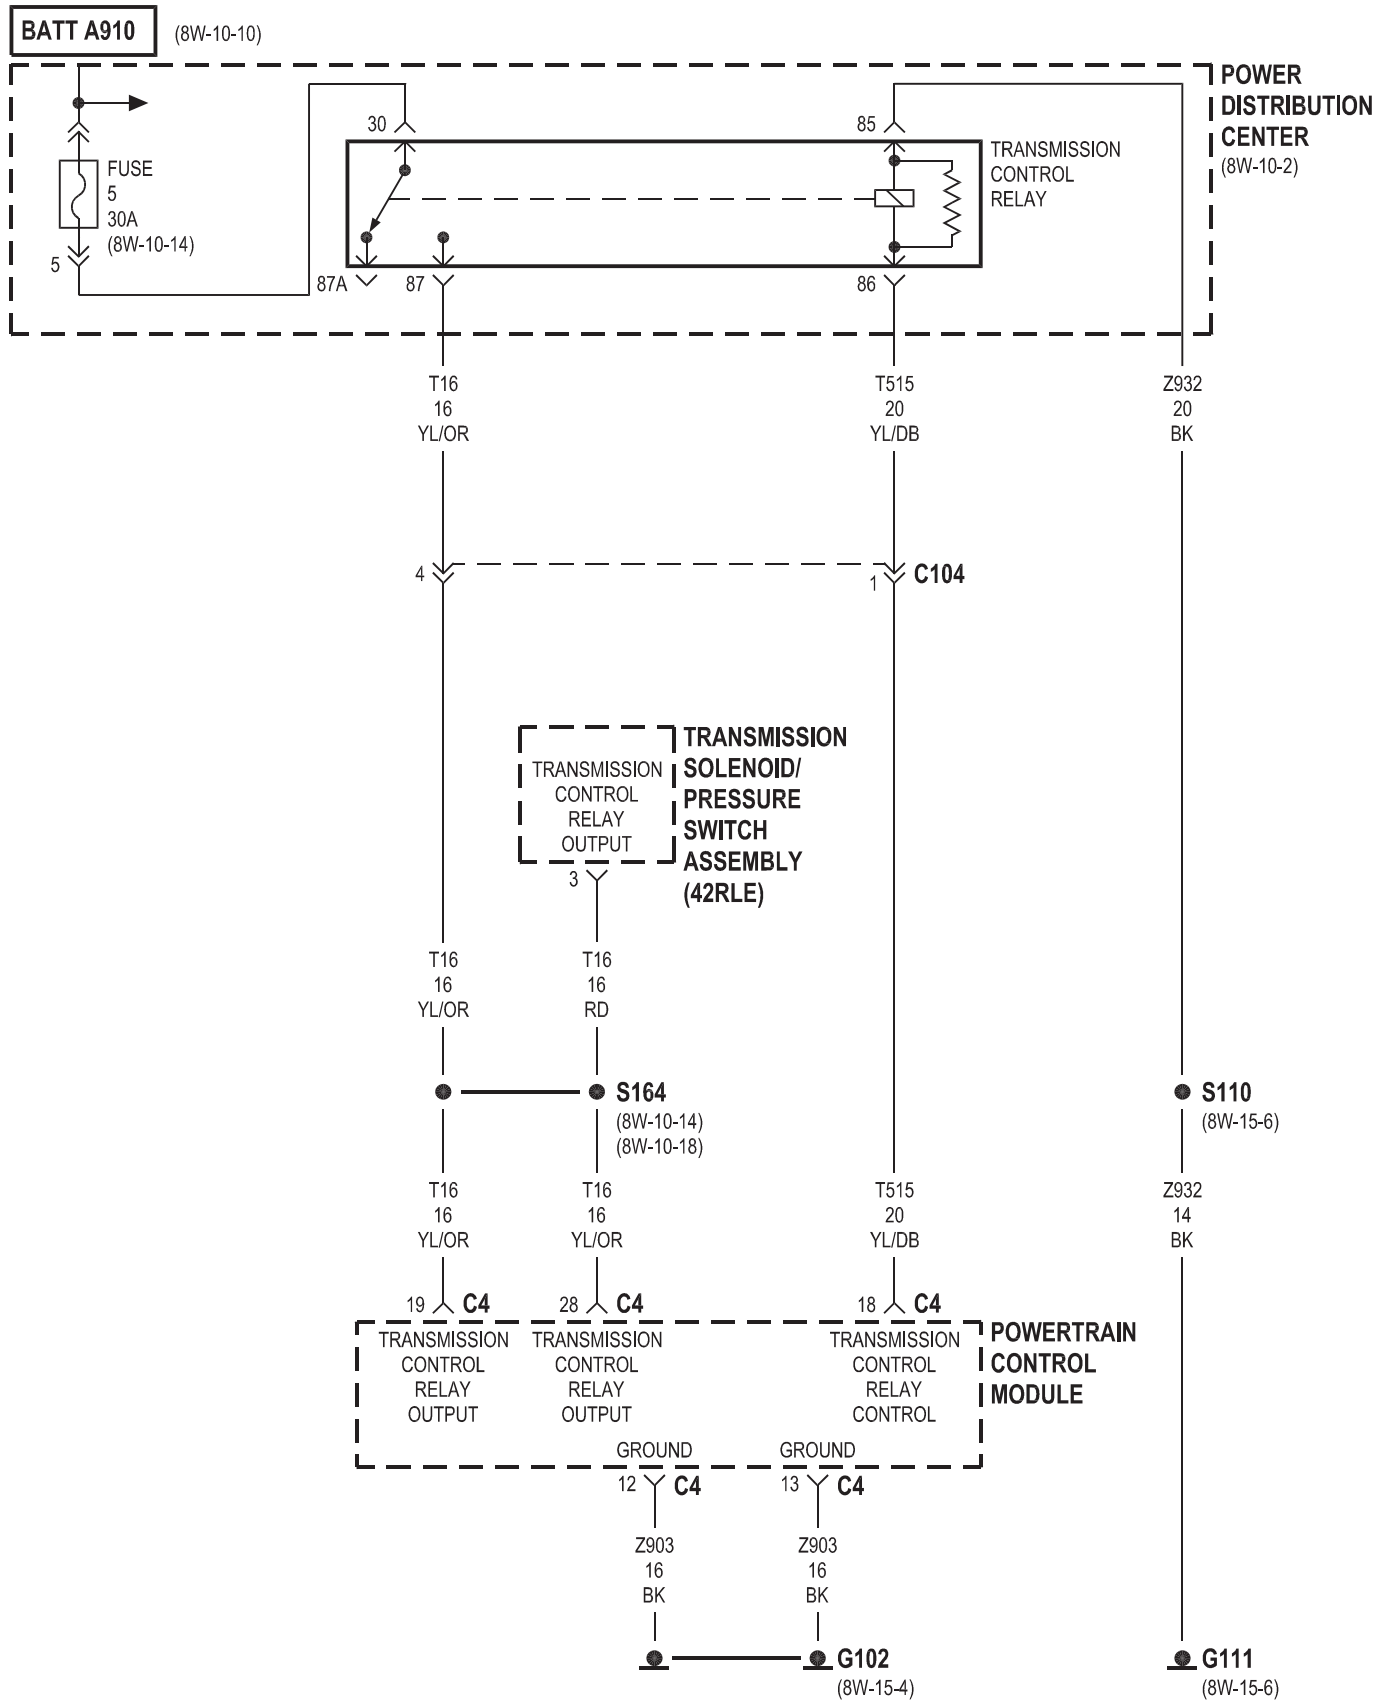 BATT A910 (8W-10-10)
POWER
DISTRIBUTION
CENTER
(8W-10-2)
30
85
TRANSMISSION
CONTROL
RELAY
FUSE
5
30A
(8W-10-14)
5
87A
87
86
T16
16
YL/OR
T515
20
YL/DB
Z932
20
BK
4
1
C104
TRANSMISSION
CONTROL
RELAY
OUTPUT
TRANSMISSION
SOLENOID/
PRESSURE
SWITCH
ASSEMBLY
(42RLE)
3
T16
16
YL/OR
T16
16
RD
S164
(8W-10-14)
(8W-10-18)
S110
(8W-15-6)
T16
16
YL/OR
T16
16
YL/OR
T515
20
YL/DB
Z932
14
BK
19 C4
28 C4
18 C4
TRANSMISSION
CONTROL
RELAY
OUTPUT
TRANSMISSION
CONTROL
RELAY
OUTPUT
TRANSMISSION
CONTROL
RELAY
CONTROL
POWERTRAIN
CONTROL
MODULE
GROUND
GROUND
12 C4
13 C4
Z903
16
BK
Z903
16
BK
G102
(8W-15-4)
G111
(8W-15-6)